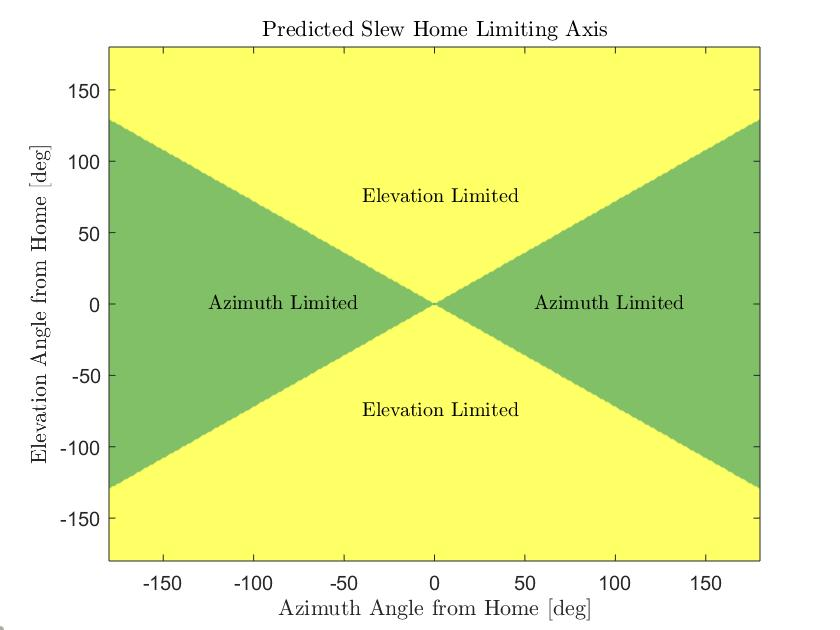 Predicted Slew Home Limiting Axis
Elevation Angle from Home [deg]
150
100
50
0
-50
-100
-150
Elevation Limited
Azimuth Limited
Azimuth Limited
Elevation Limited
-150 -100 -50 0 50 100 150
Azimuth Angle from Home [deg]